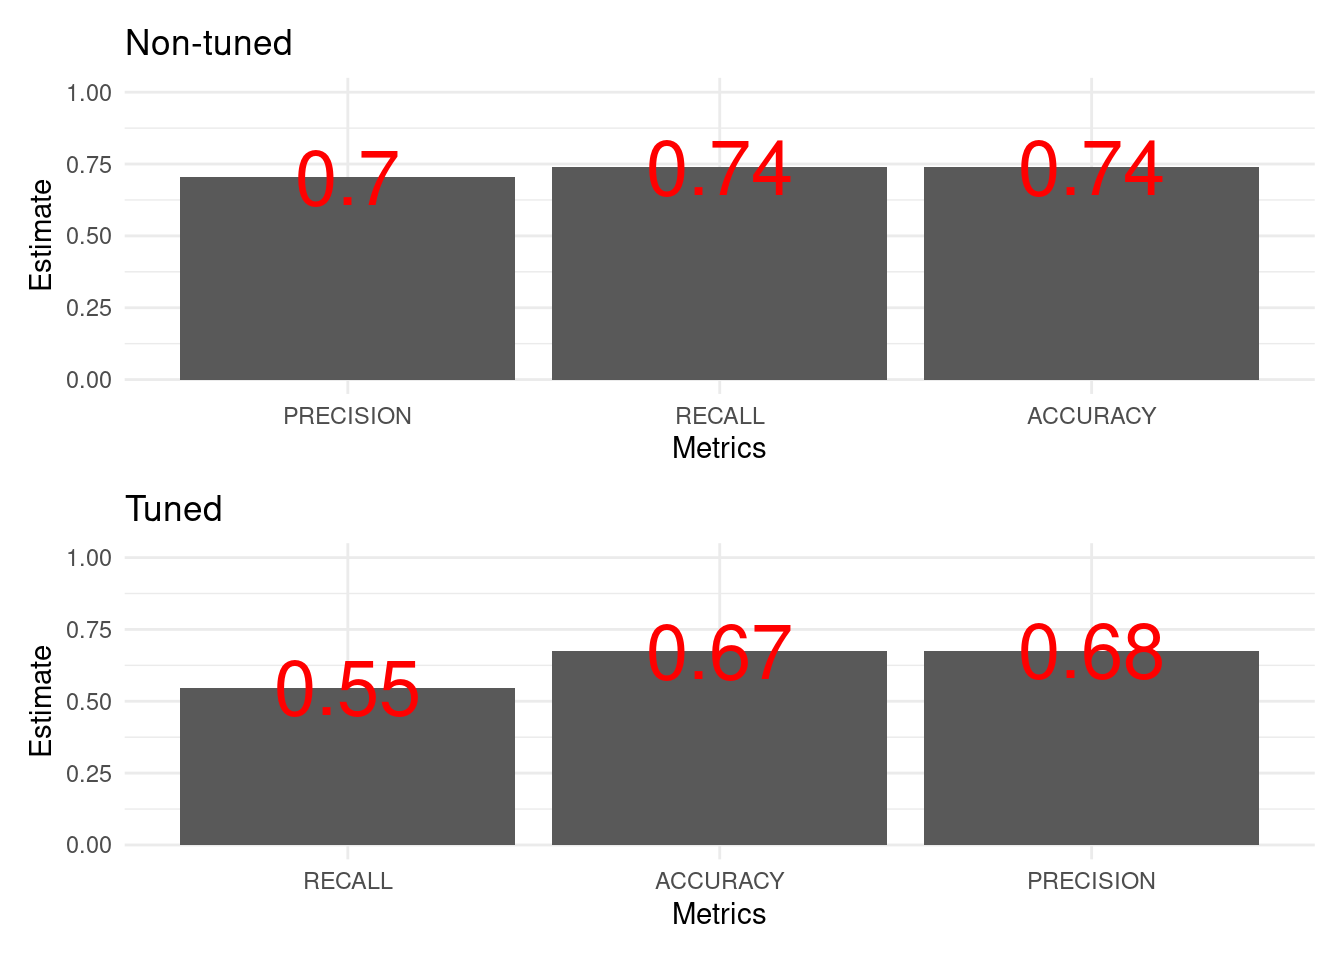 Non-tuned
1.00
0.75
0.50
0.25
0.00
Estimate
0.7
0.74
0.74
PRECISION
RECALL
ACCURACY
Metrics
Tuned
1.00
0.75
0.50
0.25
0.00
Estimate
0.55
0.67
0.68
RECALL
ACCURACY
PRECISION
Metrics